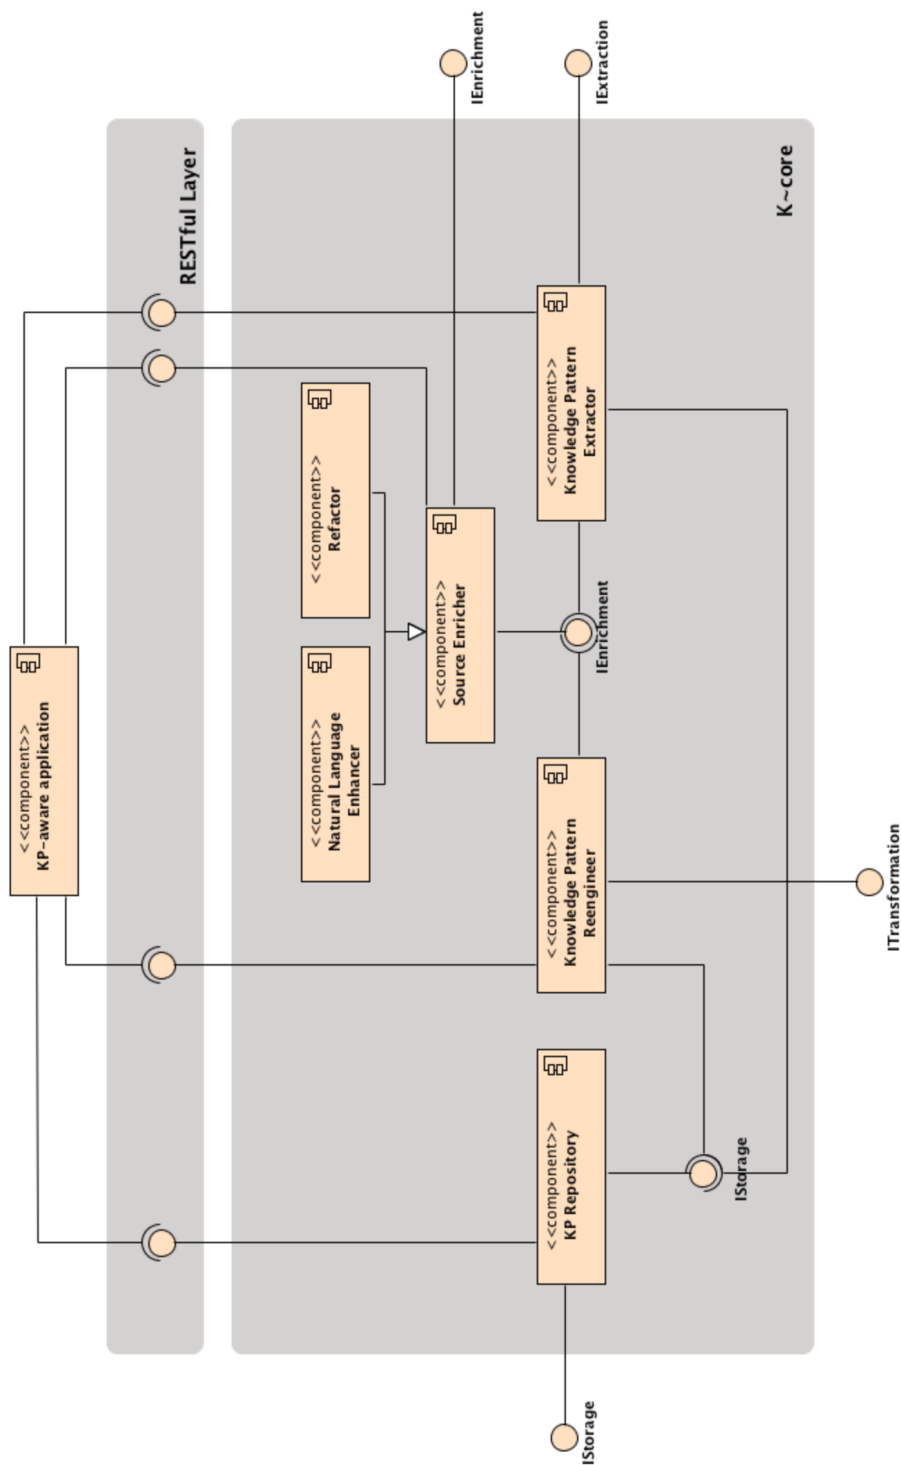 <<component>>
KP-aware application
RESTful Layer
<<component>>
Natural Language
Enhancer
<<component>>
Refactor
<<component>>
Source Enricher
IEnrichment
<<component>>
KP Repository
<<component>>
Knowledge Pattern
Reengineer
<<component>>
Knowledge Pattern
Extractor
IStorage
IEnrichment
IExtraction
IStorage
K~core
ITransformation